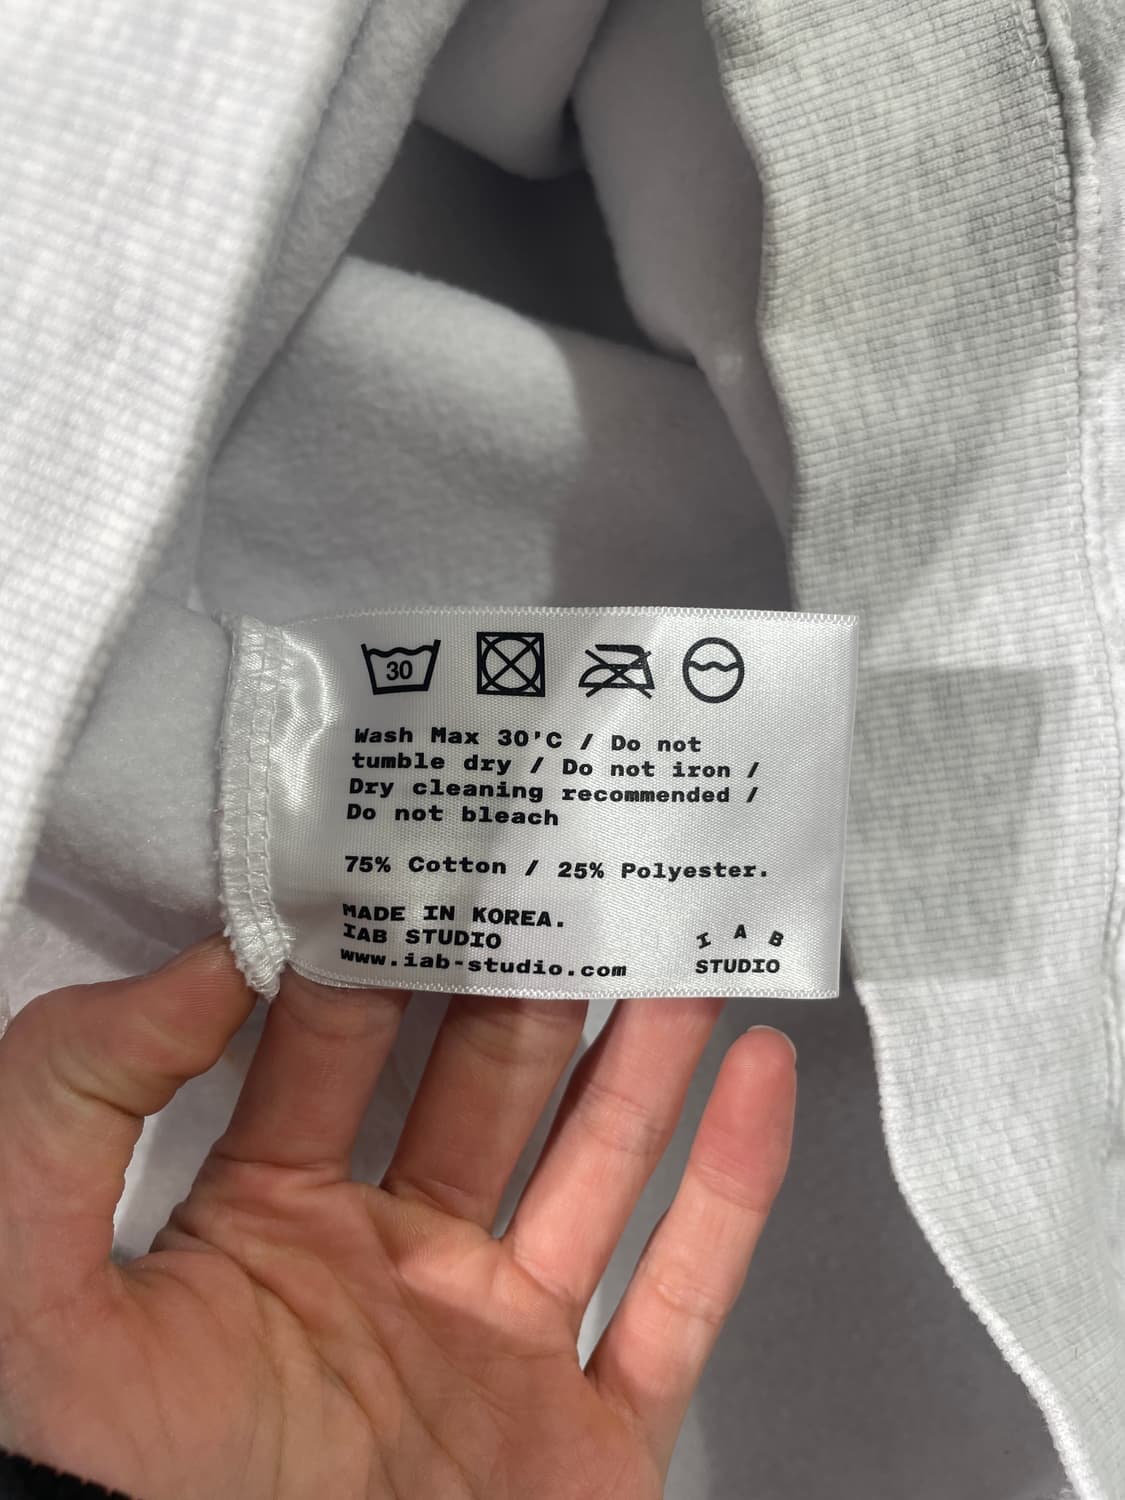 30
Wash Max 30'C / Do not
tumble dry / Do not iron /
Dry cleaning recommended /
Do not bleach
75% Cotton / 25% Polyester.
MADE IN KOREA.
IAB STUDIO
www.iab-studio.com
I A B
STUDIO